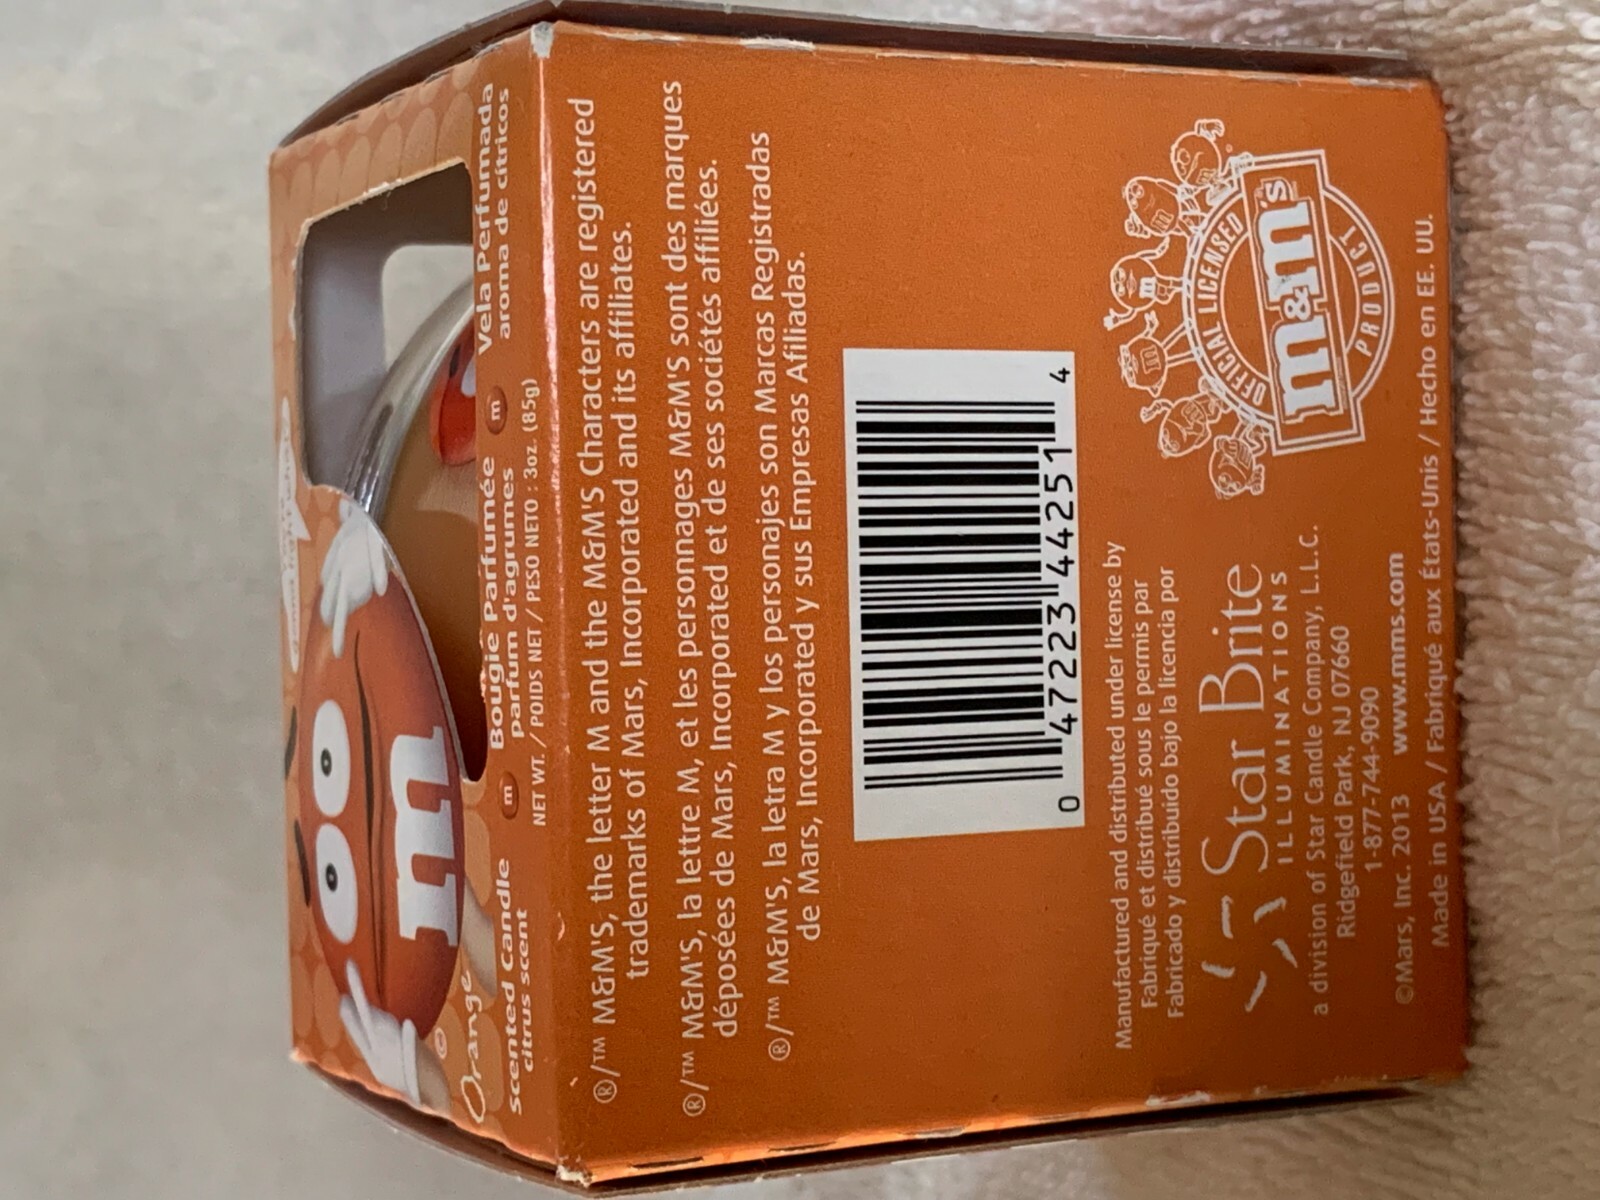 Orange
Scented Candle
citrus scent
Bougie Parfumée
parfum d'agrumes
Vela Perfumada
aroma de cítricos
NET WT. / POIDS NET / PESO NETO : 3oz. (85g)
m
m
m
©
®/™ M&M'S, the letter M and the M&M'S Characters are registered
trademarks of Mars, Incorporated and its affiliates.
®/™ M&M'S, la lettre M, et les personnages M&M'S sont des marques
déposées de Mars, Incorporated et de ses sociétés affiliées.
®/™ M&M'S, la letra M y los personajes son Marcas Registradas
de Mars, Incorporated y sus Empresas Afiliadas.
0 47223 44251 4
Manufactured and distributed under license by
Fabriqué et distribué sous le permis par
Fabricado y distribuido bajo la licencia por
Star Brite
ILLUMINATIONS
a division of Star Candle Company, L.L.C.
Ridgefield Park, NJ 07660
1-877-744-9090
©Mars, Inc. 2013 www.mms.com
Made in USA / Fabriqué aux États-Unis / Hecho en EE. UU.
OFFICIAL LICENSED
m&m's
PRODUCT